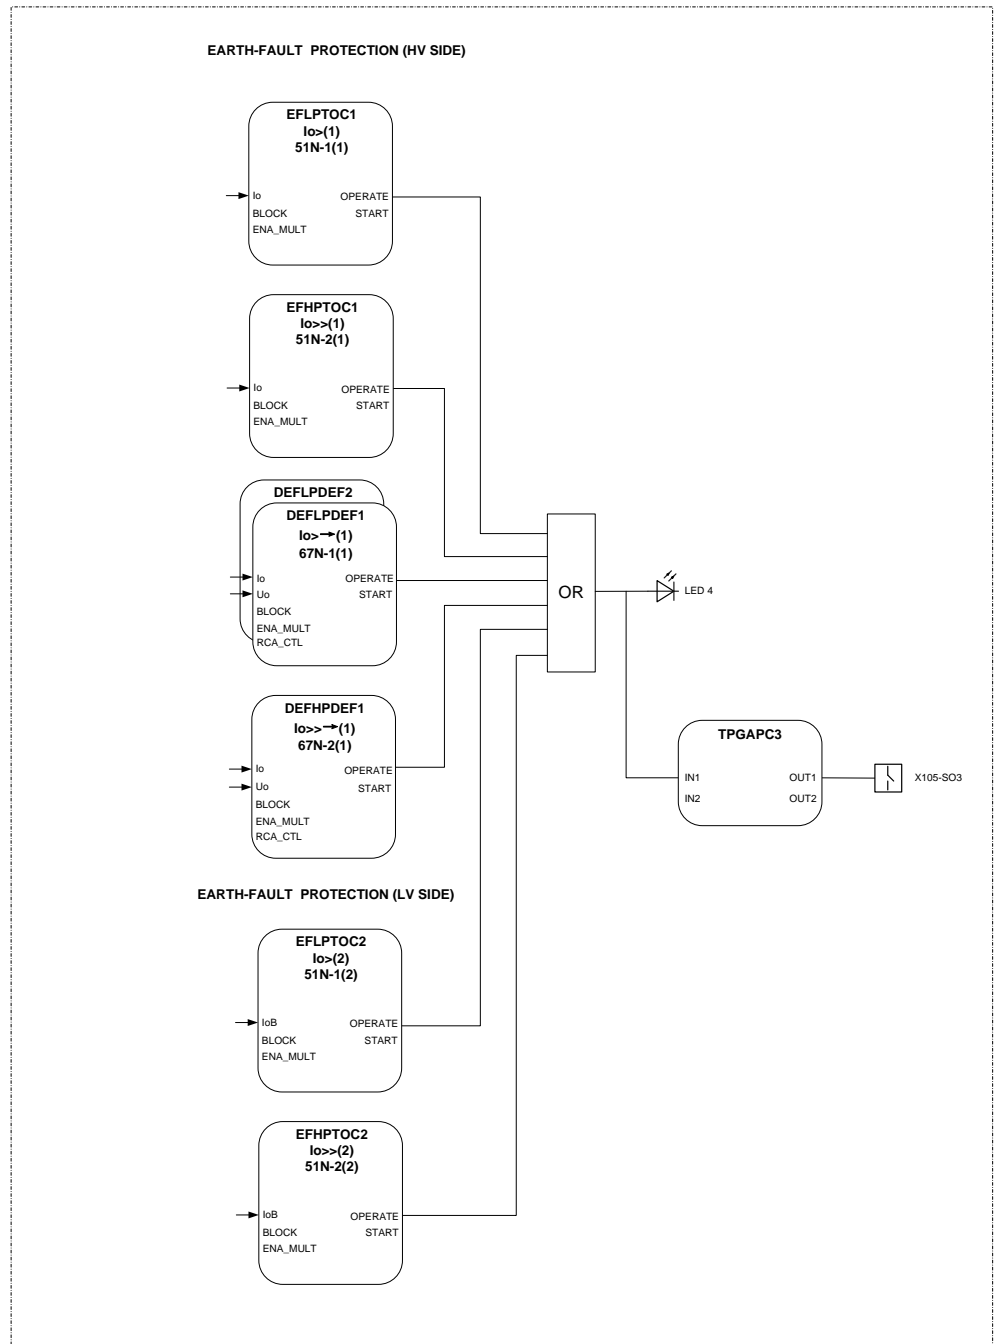 EARTH-FAULT PROTECTION (HV SIDE)
EFLPTOC1
Io>(1)
51N-1(1)
Io
OPERATE
BLOCK
START
ENA_MULT
EFHPTOC1
Io>>(1)
51N-2(1)
Io
OPERATE
BLOCK
START
ENA_MULT
DEFLPDEF2
DEFLPDEF1
Io>→(1)
67N-1(1)
Io
OPERATE
Uo
START
BLOCK
ENA_MULT
RCA_CTL
OR
LED 4
DEFHPDEF1
Io>>→(1)
67N-2(1)
Io
OPERATE
Uo
START
BLOCK
ENA_MULT
RCA_CTL
TPGAPC3
IN1
OUT1
IN2
OUT2
X105-SO3
EARTH-FAULT PROTECTION (LV SIDE)
EFLPTOC2
Io>(2)
51N-1(2)
IoB
OPERATE
BLOCK
START
ENA_MULT
EFHPTOC2
Io>>(2)
51N-2(2)
IoB
OPERATE
BLOCK
START
ENA_MULT